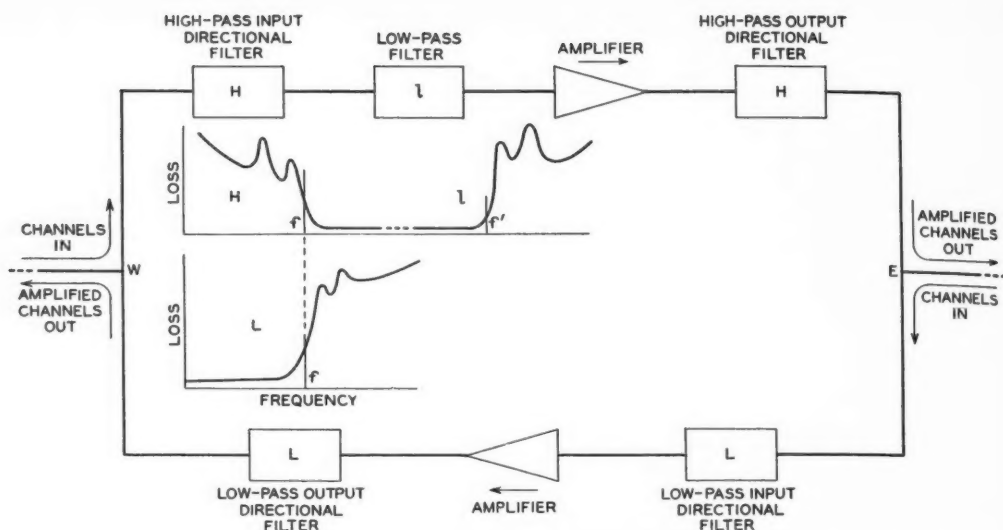 HIGH-PASS INPUT
DIRECTIONAL
FILTER
LOW-PASS
FILTER
AMPLIFIER
HIGH-PASS OUTPUT
DIRECTIONAL
FILTER
H
l
H
LOSS
H
f
l
f'
CHANNELS
IN
W
AMPLIFIED
CHANNELS
OUT
AMPLIFIED
CHANNELS
OUT
E
CHANNELS
IN
LOSS
L
f
FREQUENCY
L
LOW-PASS OUTPUT
DIRECTIONAL
FILTER
AMPLIFIER
L
LOW-PASS INPUT
DIRECTIONAL
FILTER